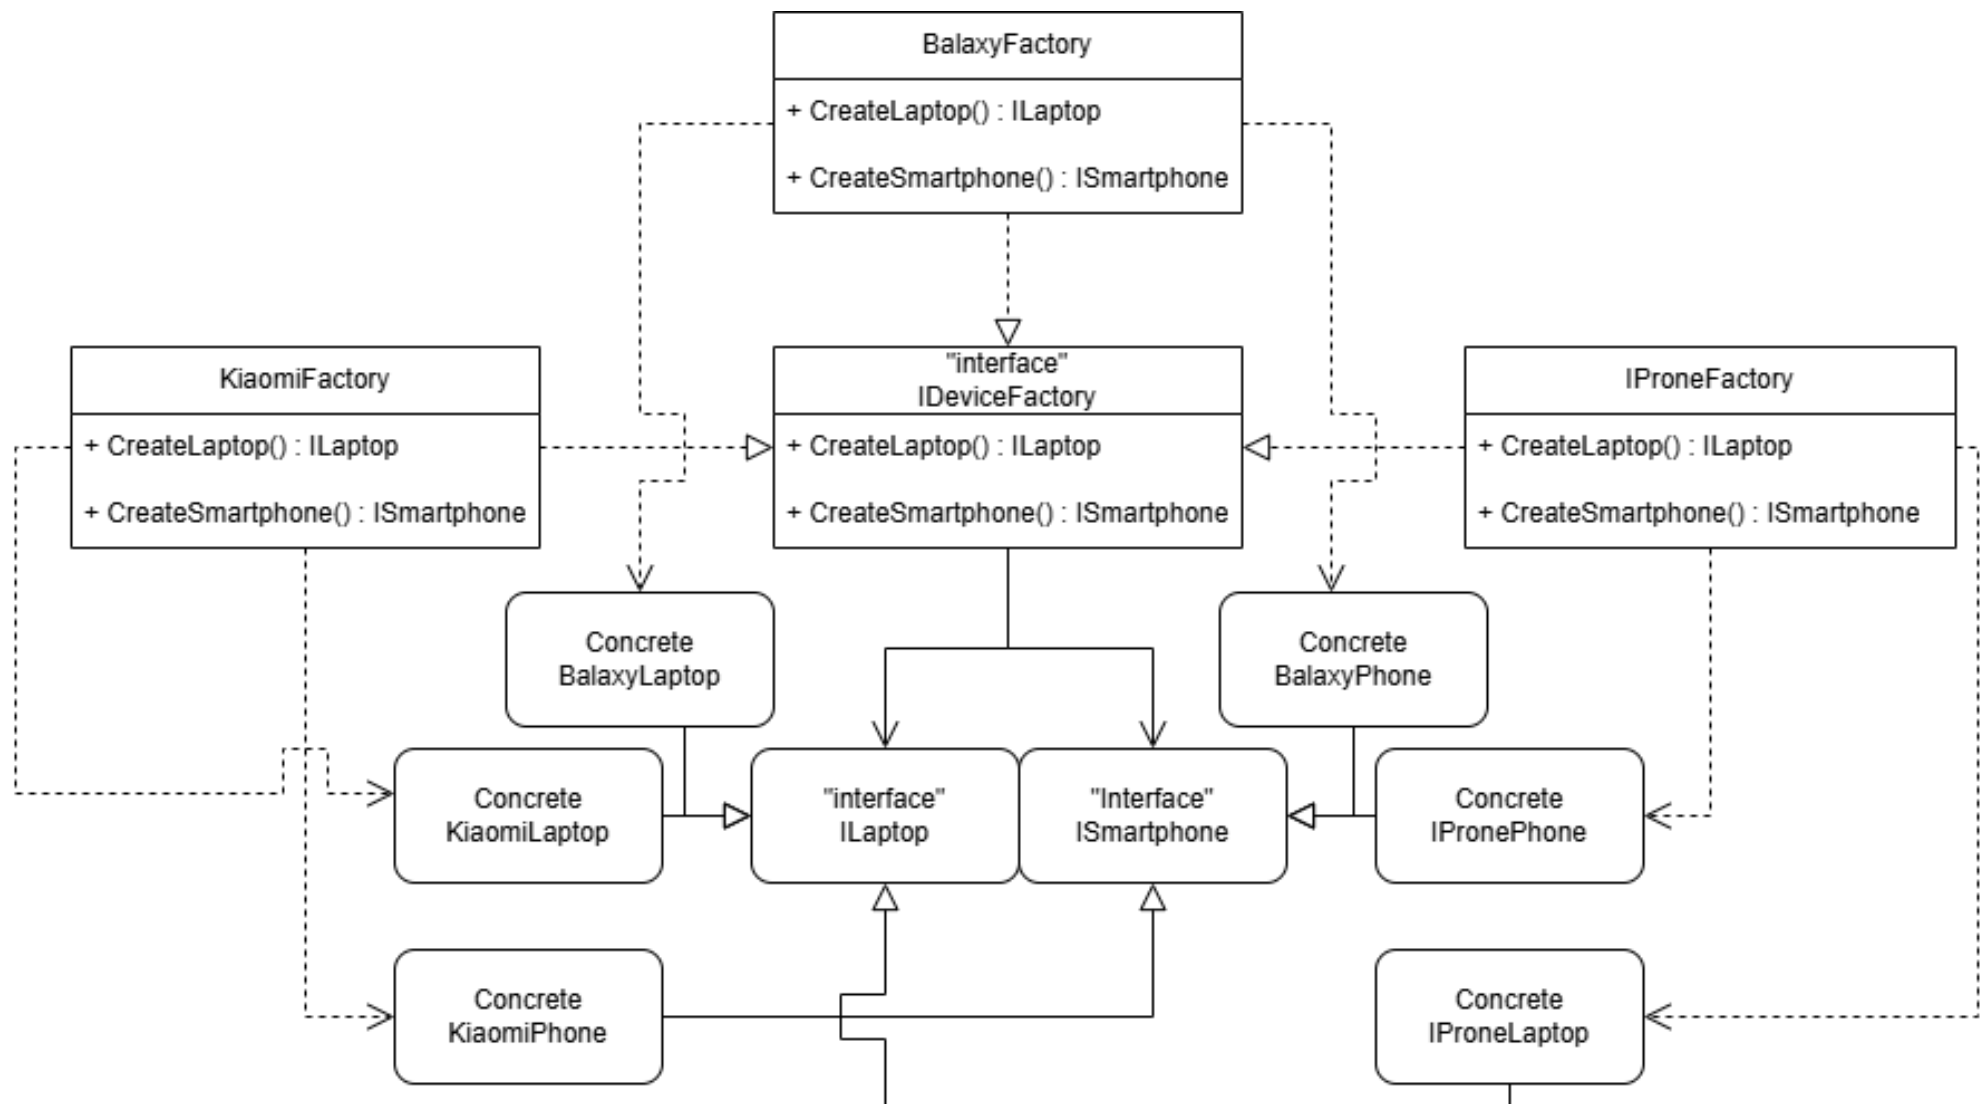 BalaxyFactory
+ CreateLaptop() : ILaptop
+ CreateSmartphone() : ISmartphone
KiaomiFactory
+ CreateLaptop() : ILaptop
+ CreateSmartphone() : ISmartphone
"interface"
IDeviceFactory
+ CreateLaptop() : ILaptop
+ CreateSmartphone() : ISmartphone
IProneFactory
+ CreateLaptop() : ILaptop
+ CreateSmartphone() : ISmartphone
Concrete
BalaxyLaptop
Concrete
BalaxyPhone
Concrete
KiaomiLaptop
"interface"
ILaptop
"Interface"
ISmartphone
Concrete
IPronePhone
Concrete
KiaomiPhone
Concrete
IProneLaptop